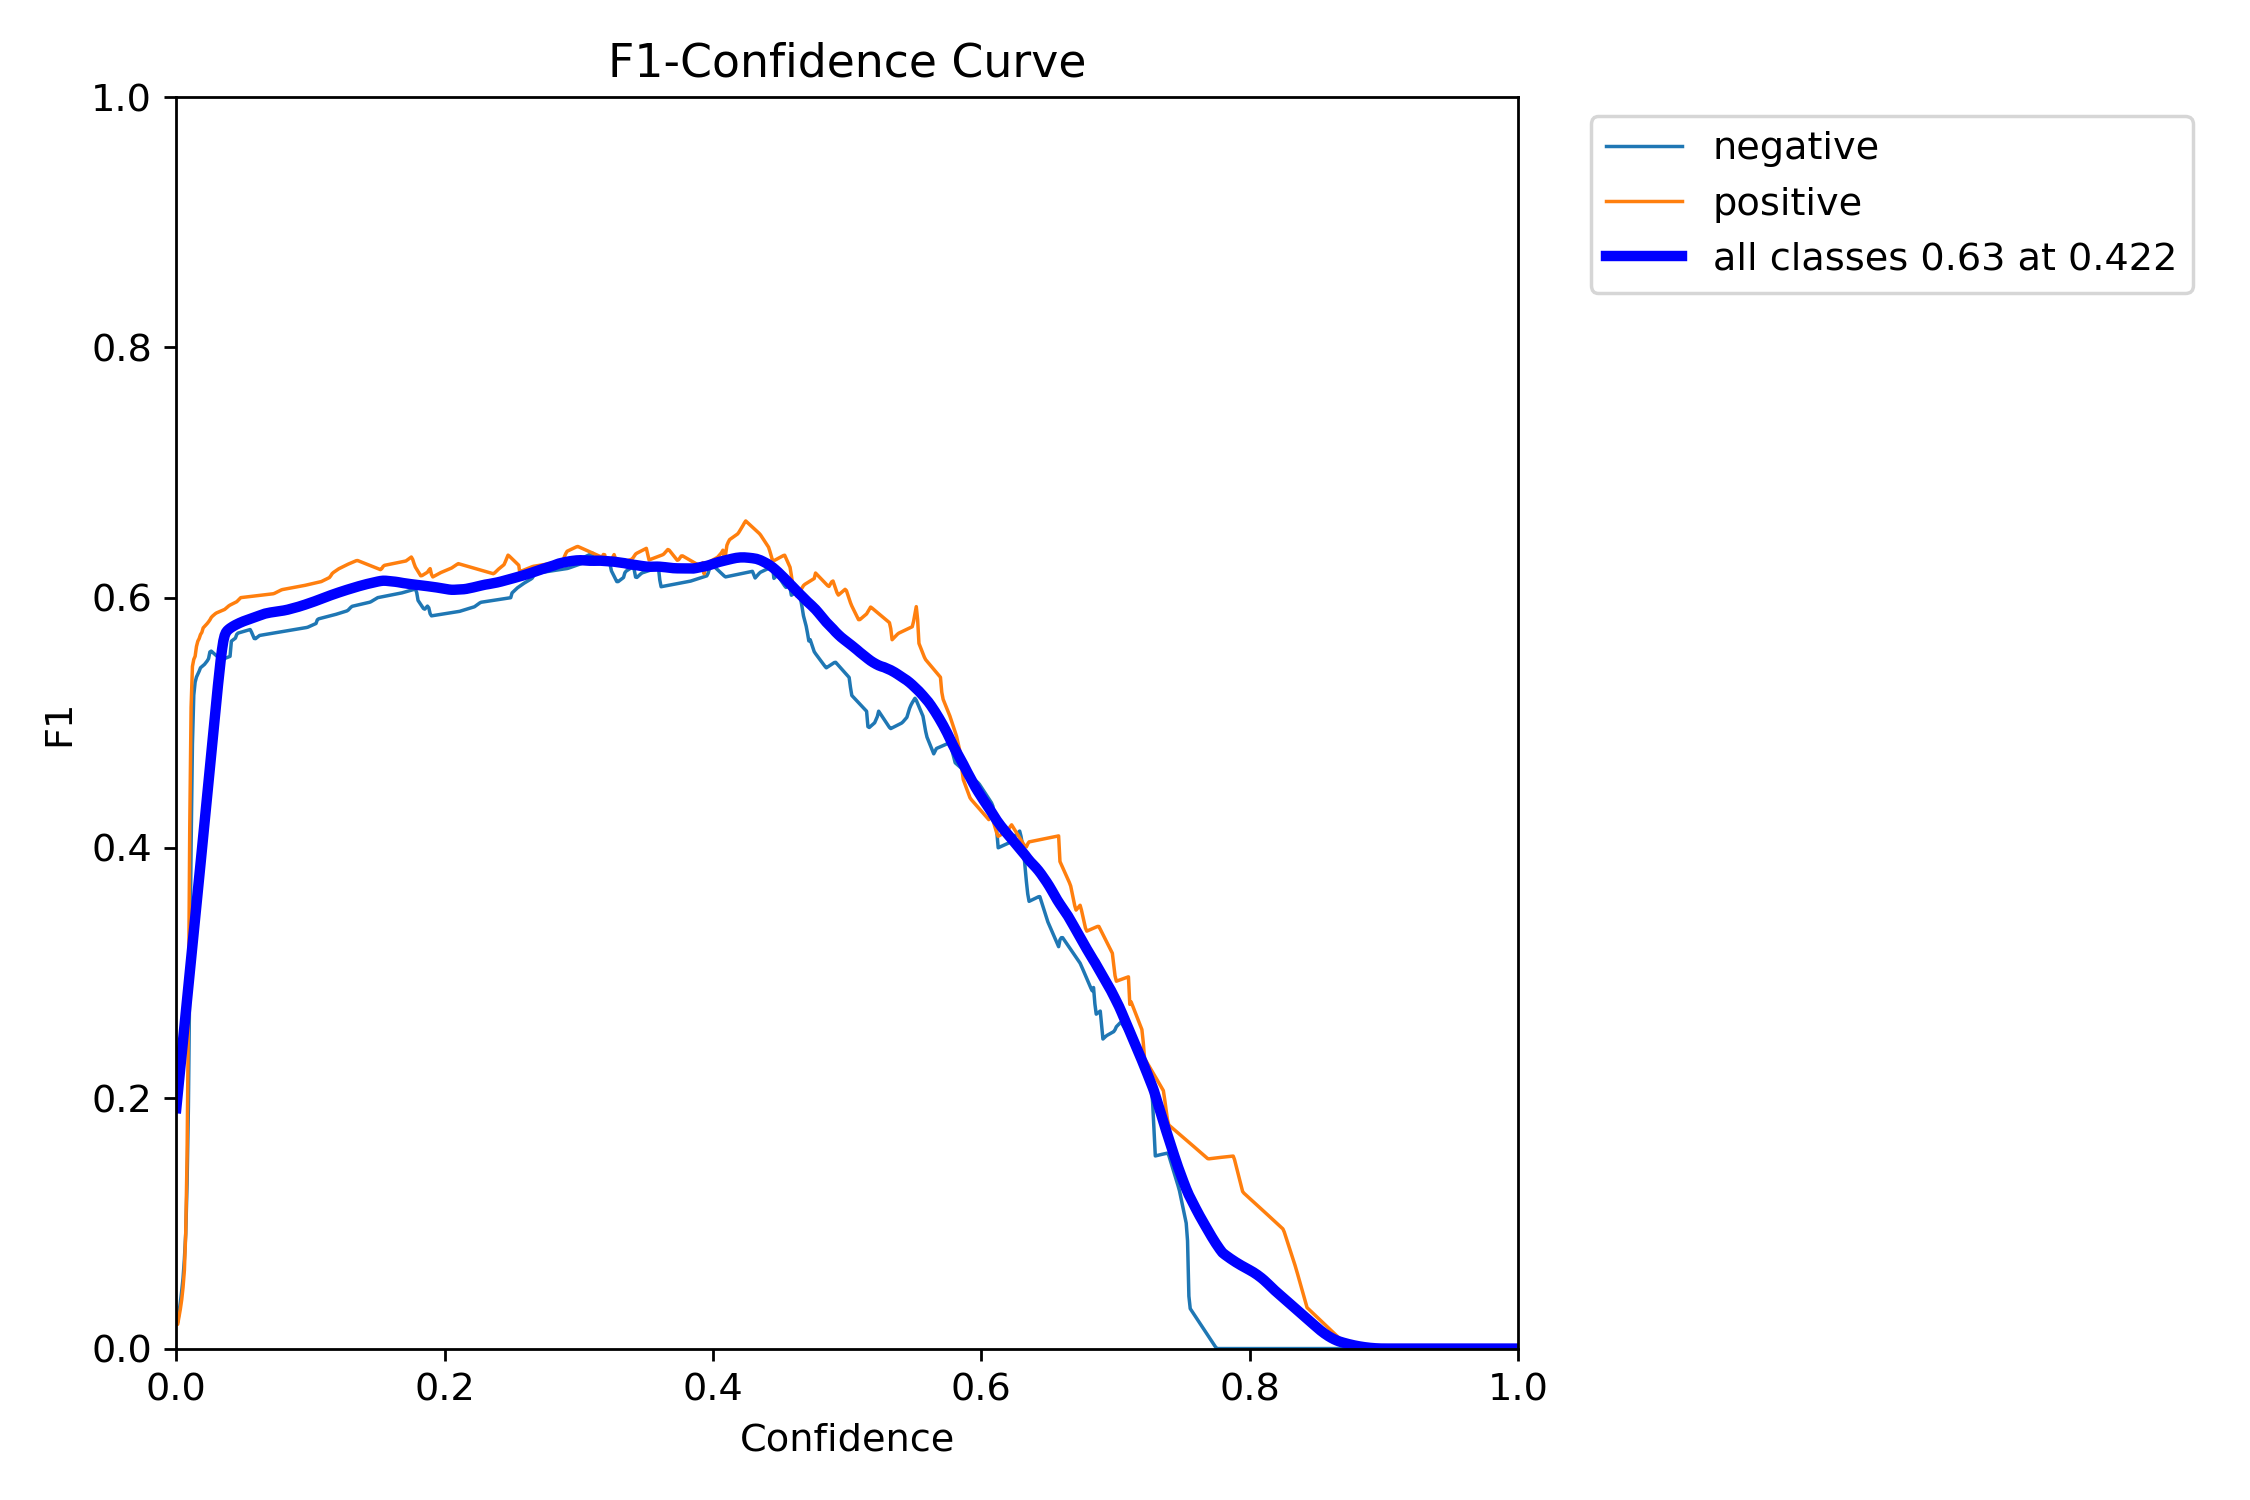 F1-Confidence Curve
1.0
0.8
0.6
0.4
0.2
0.0
F1
0.0 0.2 0.4 0.6 0.8 1.0
Confidence
negative
positive
all classes 0.63 at 0.422